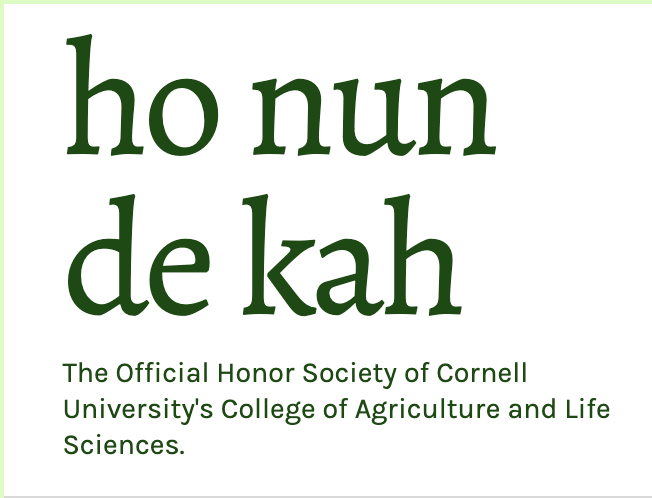 ho nun
de kah
The Official Honor Society of Cornell
University's College of Agriculture and Life
Sciences.